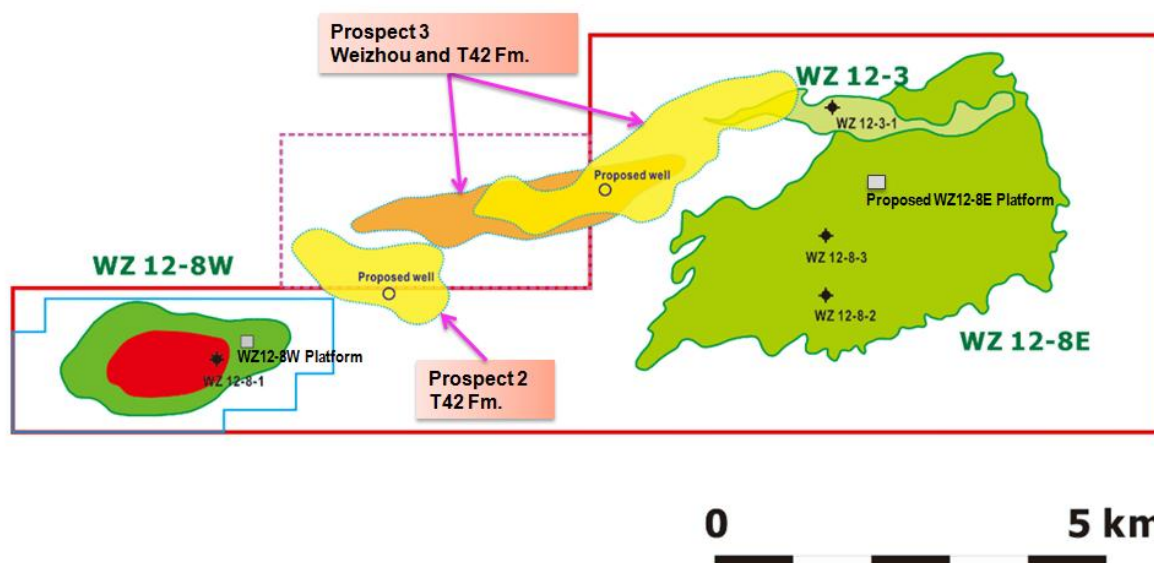 Prospect 3
Weizhou and T42 Fm.
WZ 12-3
WZ 12-3-1
Proposed well
Proposed WZ12-8E Platform
WZ 12-8-3
WZ 12-8W
Proposed well
WZ 12-8-2
WZ 12-8E
WZ12-8W Platform
WZ 12-8-1
Prospect 2
T42 Fm.
0 5 km